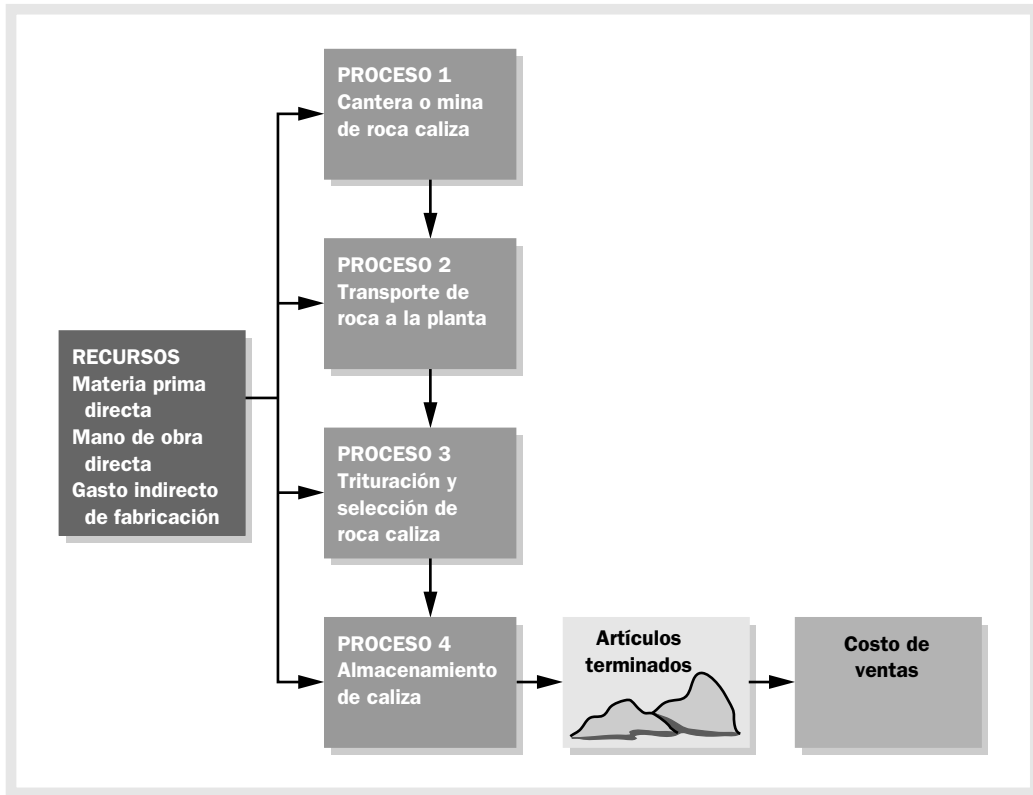 PROCESO 1
Cantera o mina
de roca caliza
PROCESO 2
Transporte de
roca a la planta
RECURSOS
Materia prima
directa
Mano de obra
directa
Gasto indirecto
de fabricación
PROCESO 3
Trituración y
selección de
roca caliza
PROCESO 4
Almacenamiento
de caliza
Artículos
terminados
Costo de
ventas